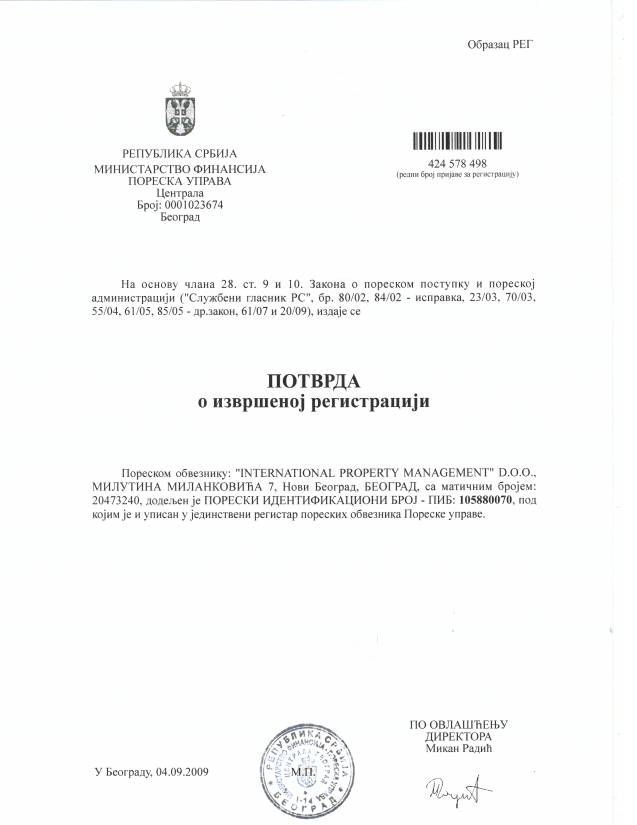 Образац РЕГ
РЕПУБЛИКА СРБИЈА
МИНИСТАРСТВО ФИНАНСИЈА
ПОРЕСКА УПРАВА
Централа
Број: 0001023674
Београд
424 578 498
(редни број пријаве за регистрацију)
На основу члана 28. ст. 9 и 10. Закона о пореском поступку и пореској
администрацији ("Службени гласник РС", бр. 80/02, 84/02 - исправка, 23/03, 70/03,
55/04, 61/05, 85/05 - др.закон, 61/07 и 20/09), издаје се
ПОТВРДА
о извршеној регистрацији
Пореском обвезнику: "INTERNATIONAL PROPERTY MANAGEMENT" D.O.O.,
МИЛУТИНА МИЛАНКОВИЋА 7, Нови Београд, БЕОГРАД, са матичним бројем:
20473240, додељен је ПОРЕСКИ ИДЕНТИФИКАЦИОНИ БРОЈ - ПИБ: 105880070, под
којим је и уписан у јединствени регистар пореских обвезника Пореске управе.
ПО ОВЛАШЋЕЊУ
ДИРЕКТОРА
Микан Радић
У Београду, 04.09.2009
М.П.
РЕПУБЛИКА СРБИЈА
БЕОГРАД